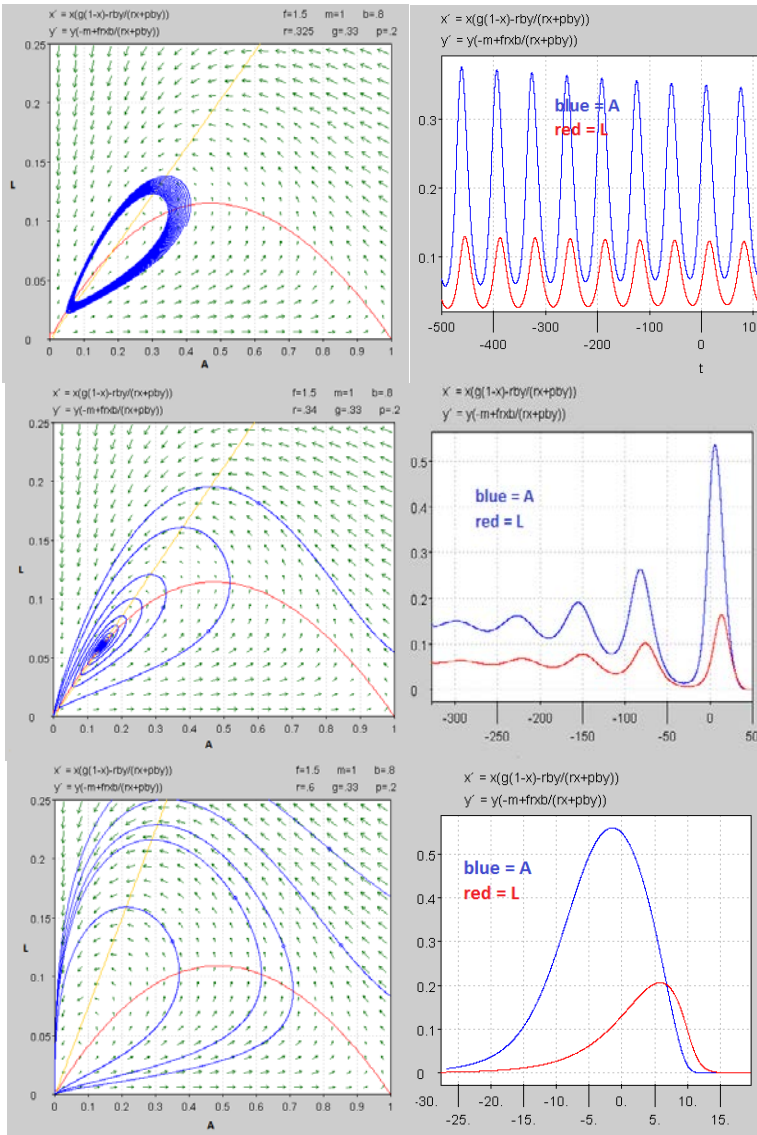 x' = x(g(1-x)-rby/(rx+pby)) f=1.5 m=1 b=.8
y' = y(-m+frxb/(rx+pby)) r=.325 g=.33 p=.2
0.25
0.2
0.15
L
0.1
0.05
0
0 0.1 0.2 0.3 0.4 0.5 0.6 0.7 0.8 0.9 1
A
x' = x(g(1-x)-rby/(rx+pby))
y' = y(-m+frxb/(rx+pby))
blue = A
red = L
0.3
0.2
0.1
-500 -300 -100 10
-400 -200 0
t
x' = x(g(1-x)-rby/(rx+pby)) f=1.5 m=1 b=.8
y' = y(-m+frxb/(rx+pby)) r=.34 g=.33 p=.2
0.25
0.2
0.15
L
0.1
0.05
0
0 0.1 0.2 0.3 0.4 0.5 0.6 0.7 0.8 0.9 1
A
x' = x(g(1-x)-rby/(rx+pby))
y' = y(-m+frxb/(rx+pby))
blue = A
red = L
0.5
0.4
0.3
0.2
0.1
0
-300 -200 -100 0
-250 -150 -50 50
x' = x(g(1-x)-rby/(rx+pby)) f=1.5 m=1 b=.8
y' = y(-m+frxb/(rx+pby)) r=.6 g=.33 p=.2
0.25
0.2
0.15
L
0.1
0.05
0
0 0.1 0.2 0.3 0.4 0.5 0.6 0.7 0.8 0.9 1
A
x' = x(g(1-x)-rby/(rx+pby))
y' = y(-m+frxb/(rx+pby))
blue = A
red = L
0.5
0.4
0.3
0.2
0.1
0
-30. -20. -10. 0. 10.
-25. -15. -5. 5. 15.